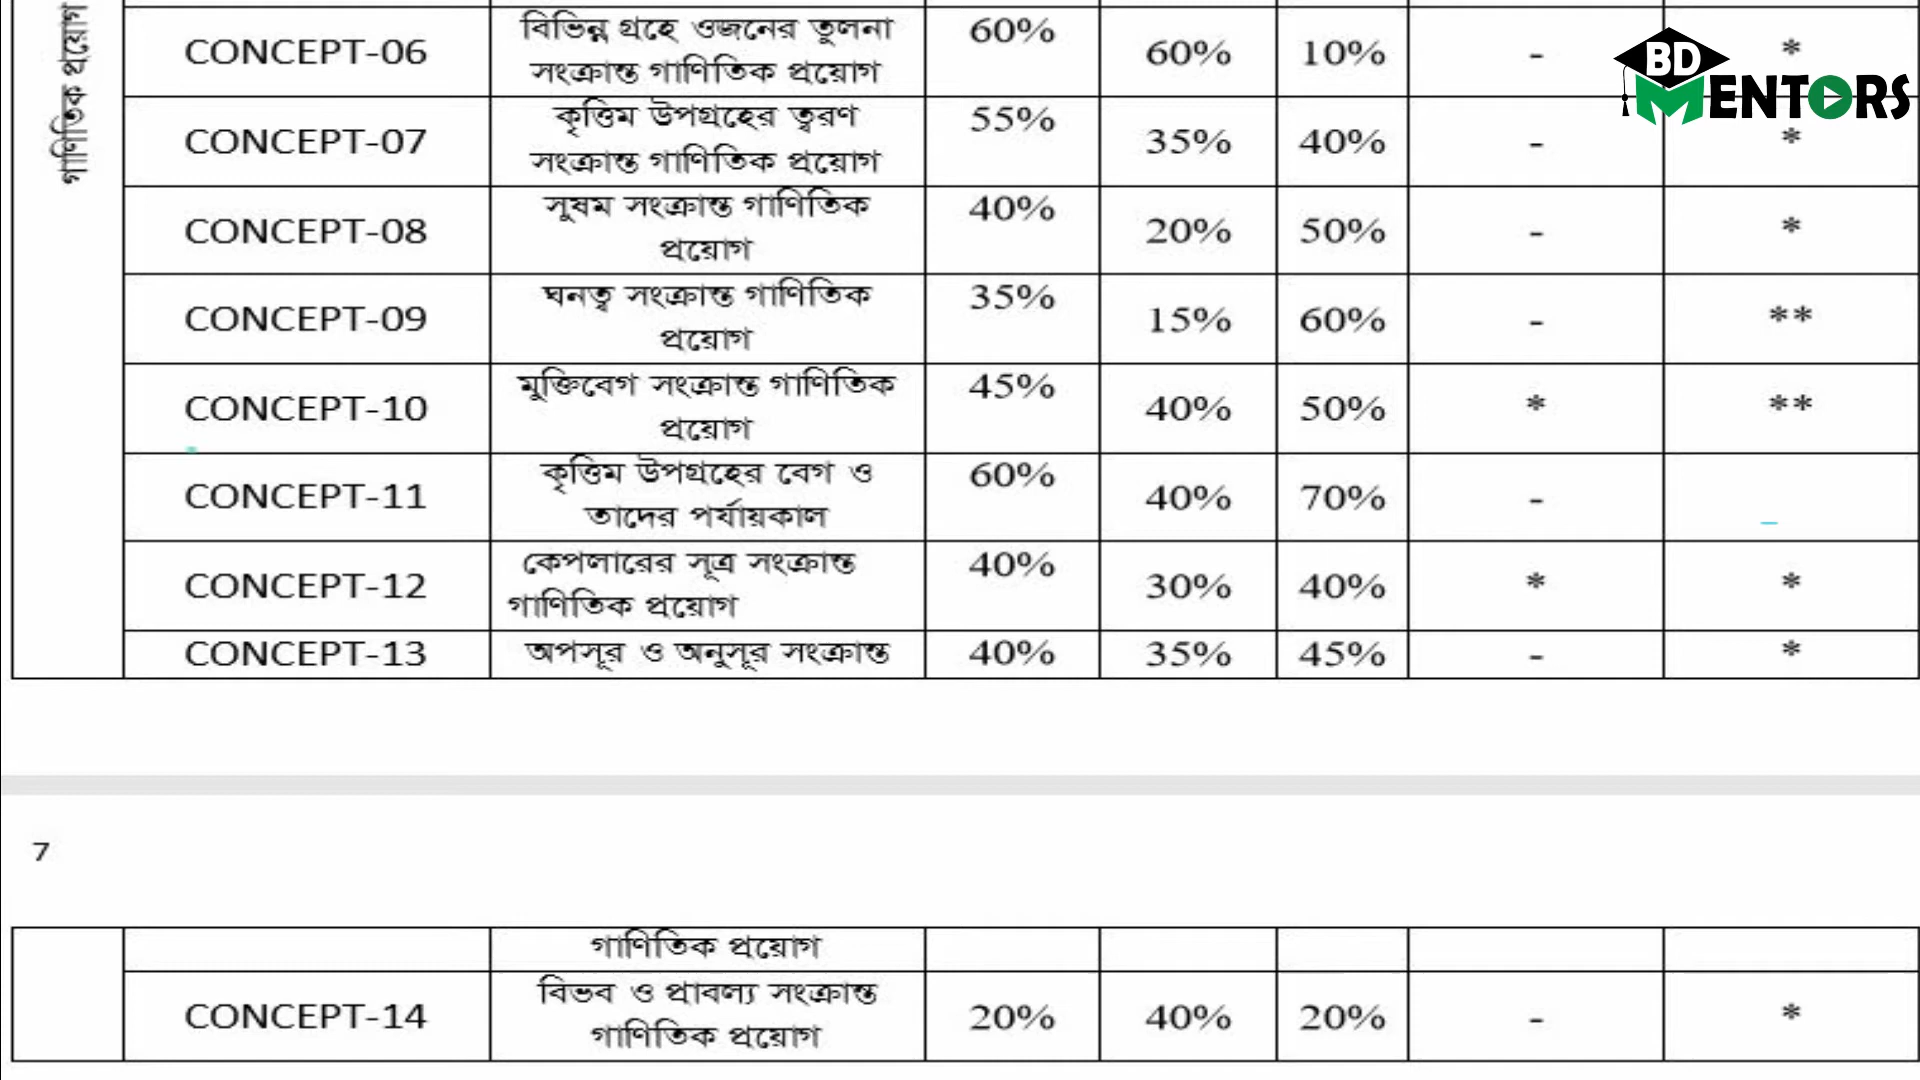 গাণিতিক প্রয়োগ
CONCEPT-06 বিভিন্ন গ্রহে ওজনের তুলনা 60% 60% 10% - *
সংক্রান্ত গাণিতিক প্রয়োগ
BD
MENTORS
CONCEPT-07 কৃত্তিম উপগ্রহের ত্বরণ 55% 35% 40% - *
সংক্রান্ত গাণিতিক প্রয়োগ
CONCEPT-08 সুষম সংক্রান্ত গাণিতিক 40% 20% 50% - *
প্রয়োগ
CONCEPT-09 ঘনত্ব সংক্রান্ত গাণিতিক 35% 15% 60% - **
প্রয়োগ
CONCEPT-10 মুক্তিবেগ সংক্রান্ত গাণিতিক 45% 40% 50% * **
প্রয়োগ
CONCEPT-11 কৃত্তিম উপগ্রহের বেগ ও 60% 40% 70% -
তাদের পর্যায়কাল
CONCEPT-12 কেপলারের সূত্র সংক্রান্ত 40% 30% 40% * *
গাণিতিক প্রয়োগ
CONCEPT-13 অপসূর ও অনুসূর সংক্রান্ত 40% 35% 45% - *
7
গাণিতিক প্রয়োগ
CONCEPT-14 বিভব ও প্রাবল্য সংক্রান্ত 20% 40% 20% - *
গাণিতিক প্রয়োগ